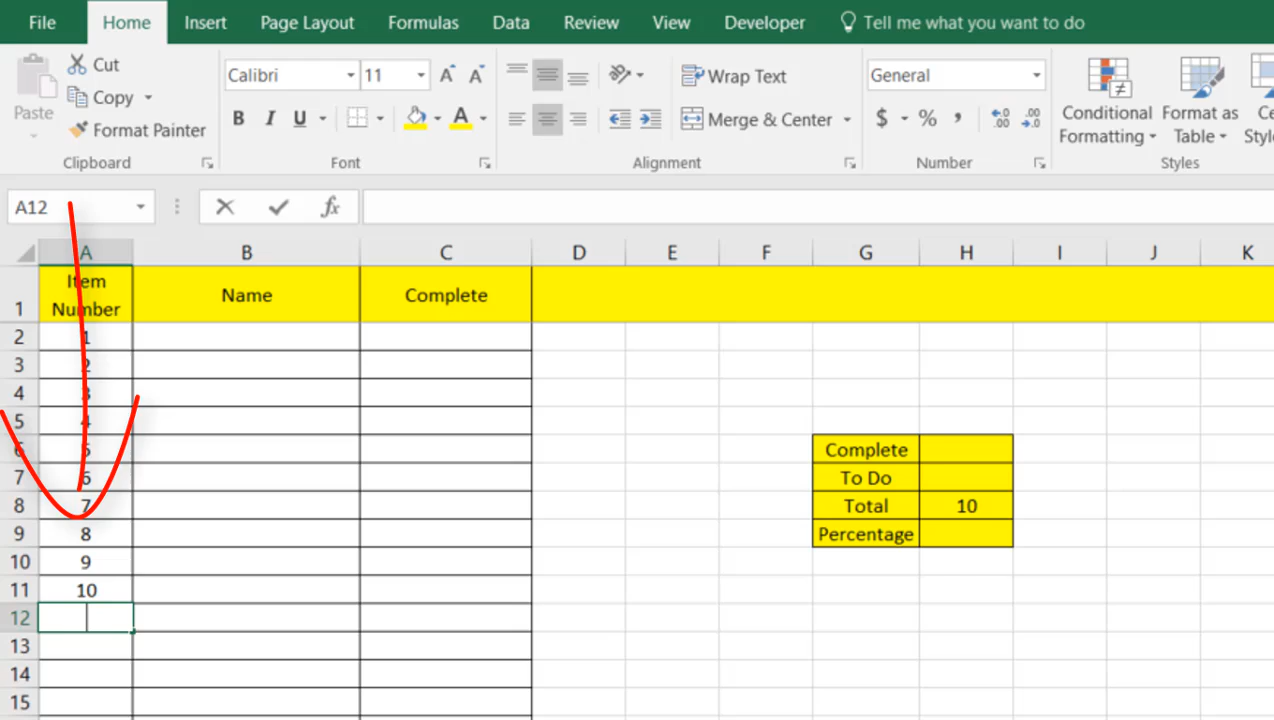 File Home Insert Page Layout Formulas Data Review View Developer Tell me what you want to do
Cut
Copy
Format Painter
Paste
Clipboard
Calibri 11 A A
B I U A
Font
Wrap Text
Merge & Center
Alignment
General
$ % , .0 .00 .00 .0
Number
Conditional Formatting
Format as Table
Styles
A12 fx
A B C D E F G H I J K
1 Item Number Name Complete
2 1
3 2
4 3
5 4
6 5 Complete
7 6 To Do
8 7 Total 10
9 8 Percentage
10 9
11 10
12
13
14
15